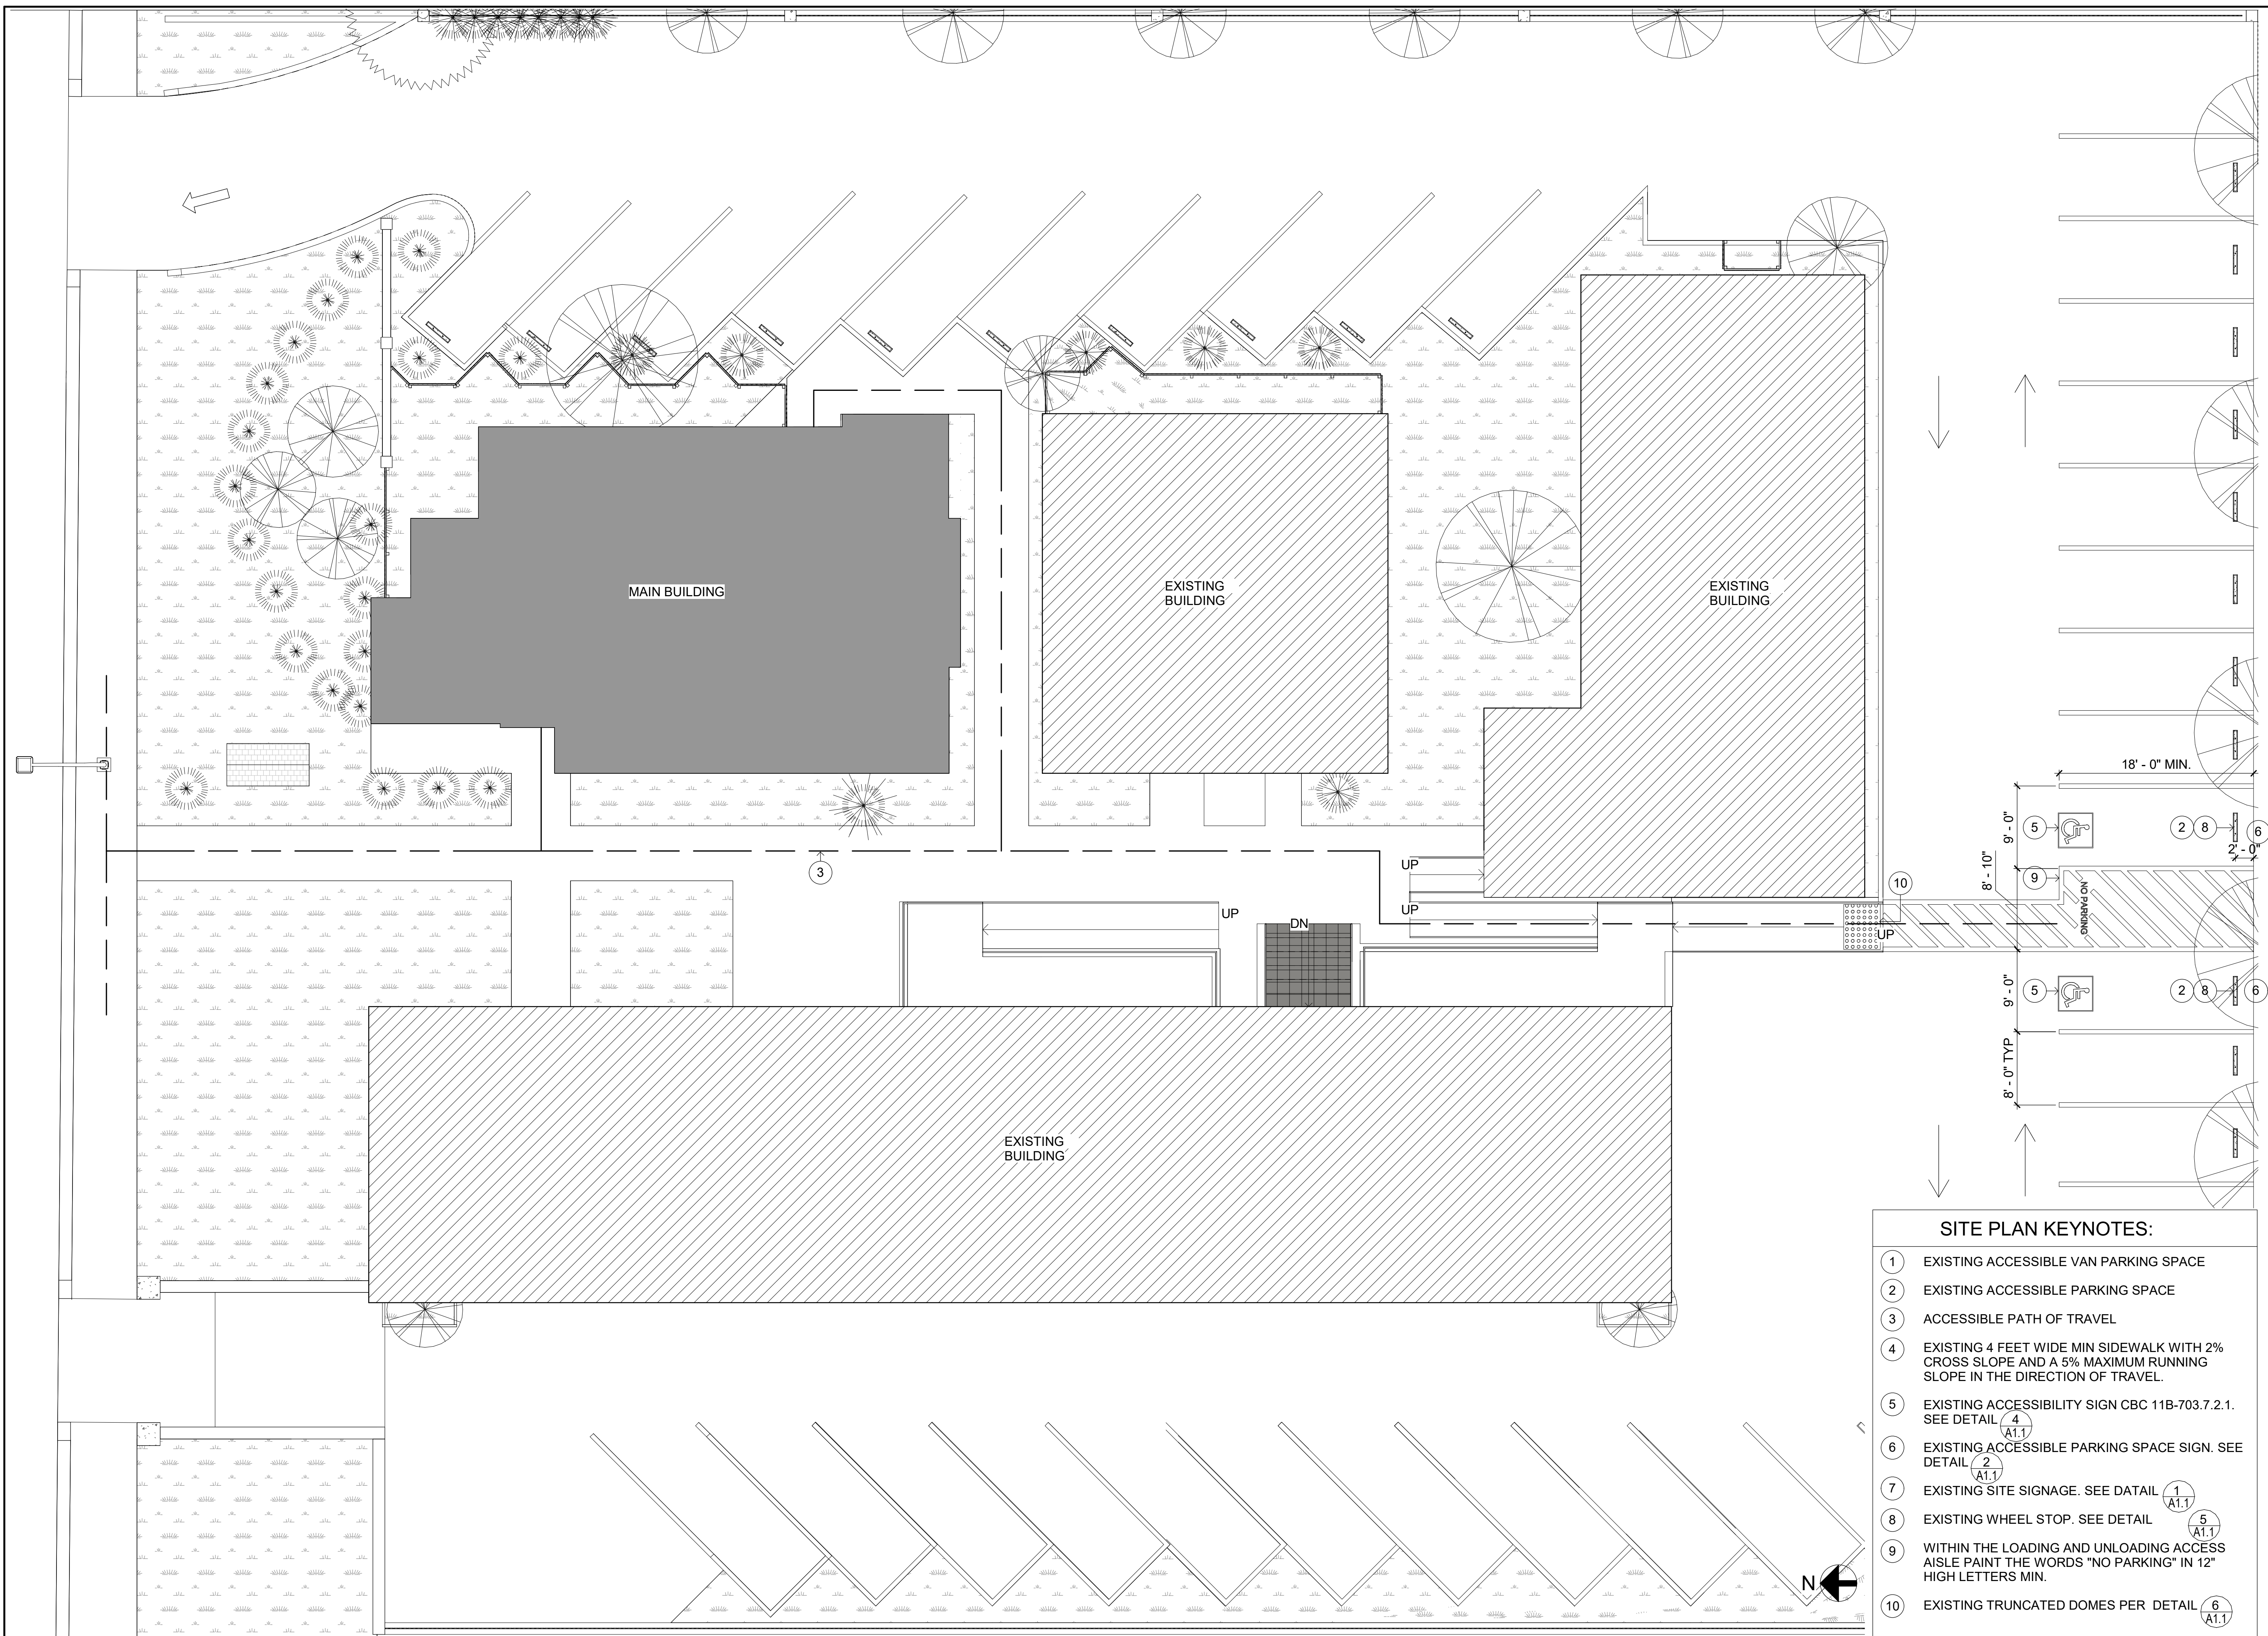 MAIN BUILDING
EXISTING
BUILDING
EXISTING
BUILDING
18' - 0" MIN.
9' - 0"
5
2
8
6
2' - 0"
8' - 10"
9
NO PARKING
3
UP
UP
UP
DN
10
UP
9' - 0"
5
2
8
6
8' - 0" TYP
EXISTING
BUILDING
N
SITE PLAN KEYNOTES:
1 EXISTING ACCESSIBLE VAN PARKING SPACE
2 EXISTING ACCESSIBLE PARKING SPACE
3 ACCESSIBLE PATH OF TRAVEL
4 EXISTING 4 FEET WIDE MIN SIDEWALK WITH 2%
CROSS SLOPE AND A 5% MAXIMUM RUNNING
SLOPE IN THE DIRECTION OF TRAVEL.
5 EXISTING ACCESSIBILITY SIGN CBC 11B-703.7.2.1.
SEE DETAIL 4
A1.1
6 EXISTING ACCESSIBLE PARKING SPACE SIGN. SEE
DETAIL 2
A1.1
7 EXISTING SITE SIGNAGE. SEE DATAIL 1
A1.1
8 EXISTING WHEEL STOP. SEE DETAIL 5
A1.1
9 WITHIN THE LOADING AND UNLOADING ACCESS
AISLE PAINT THE WORDS "NO PARKING" IN 12"
HIGH LETTERS MIN.
10 EXISTING TRUNCATED DOMES PER DETAIL 6
A1.1